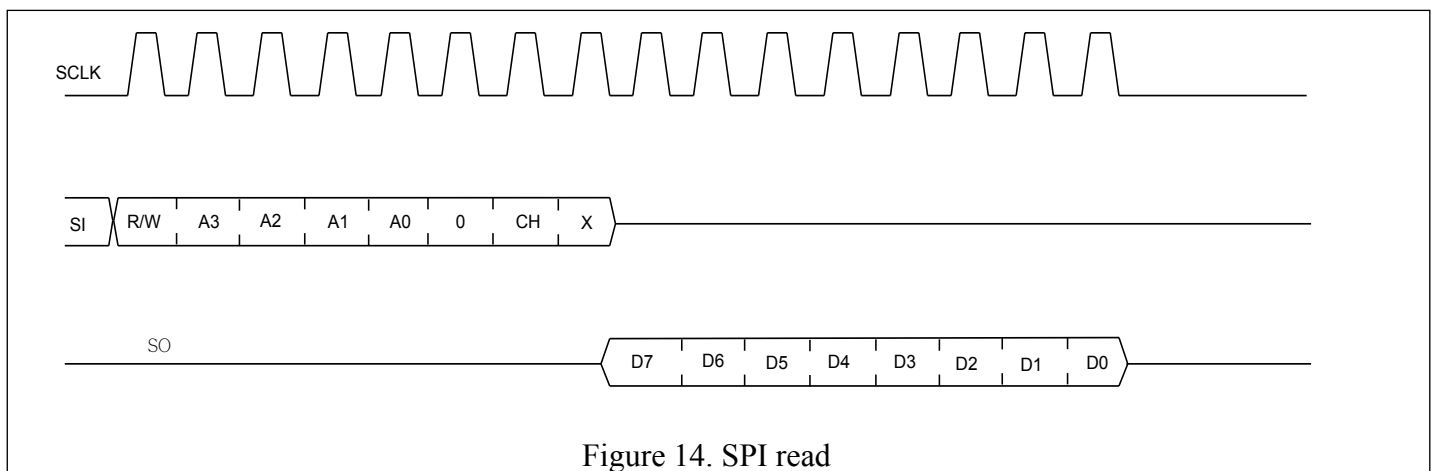 SCLK
SI R/W A3 A2 A1 A0 0 CH X
SO
D7 D6 D5 D4 D3 D2 D1 D0
Figure 14. SPI read